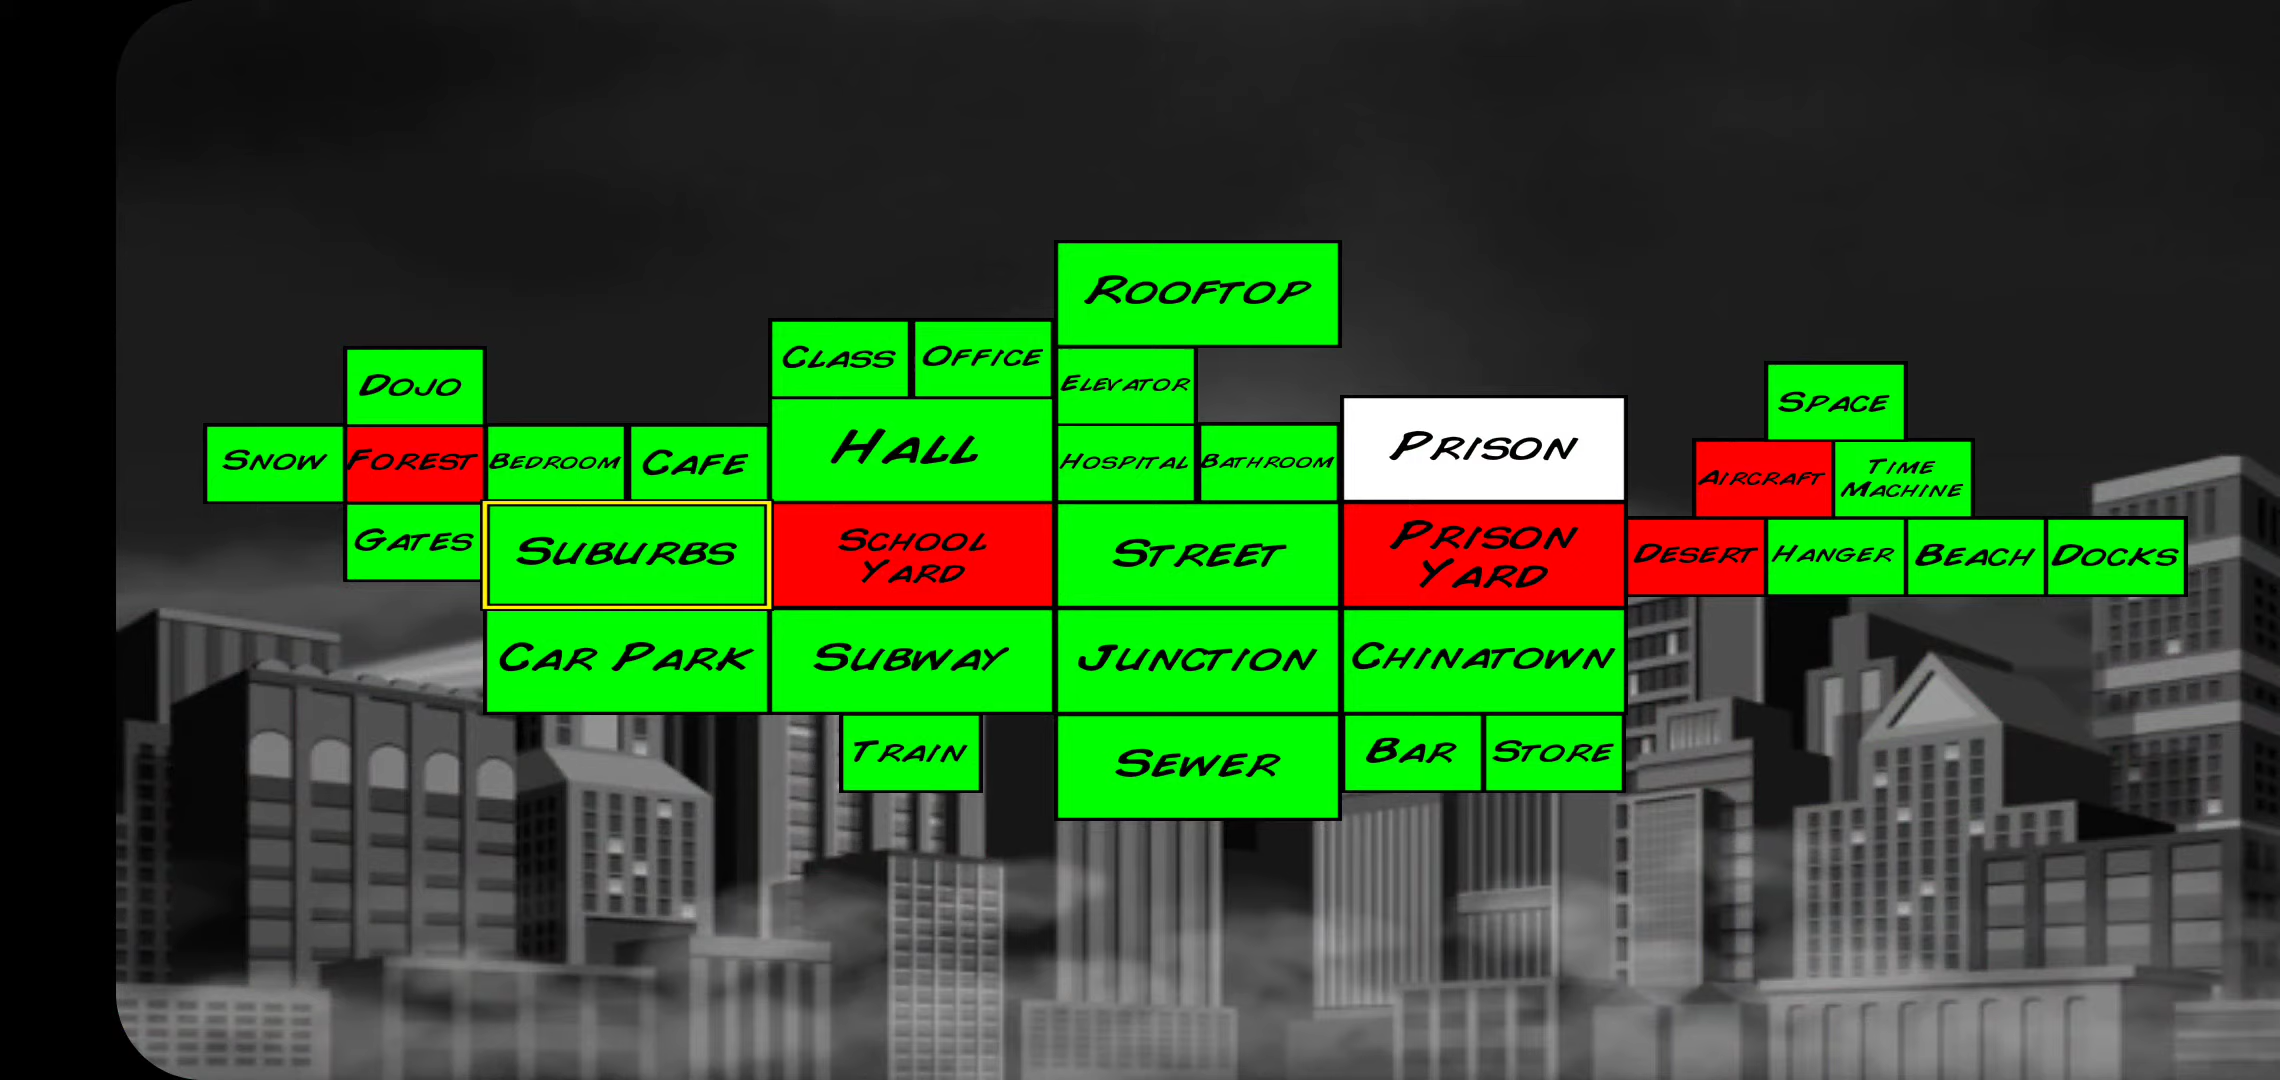 Rooftop
Class
Office
Elevator
Dojo
Space
Snow
Forest
Bedroom
Cafe
Hall
Hospital
Bathroom
Prison
Aircraft
Time
Machine
Gates
Suburbs
School
Yard
Street
Prison
Yard
Desert
Hanger
Beach
Docks
Car Park
Subway
Junction
Chinatown
Train
Sewer
Bar
Store